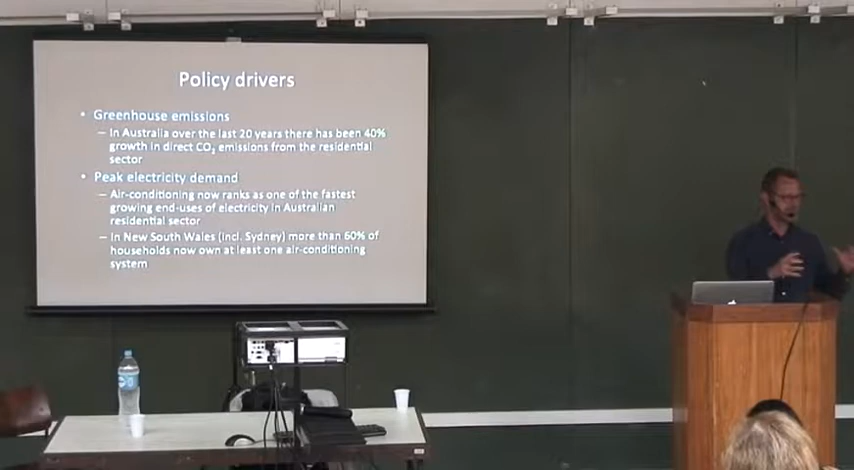 Policy drivers
• Greenhouse emissions
– In Australia over the last 20 years there has been 40%
growth in direct CO₂ emissions from the residential
sector
• Peak electricity demand
– Air-conditioning now ranks as one of the fastest
growing end-uses of electricity in Australian
residential sector
– In New South Wales (incl. Sydney) more than 60% of
households now own at least one air-conditioning
system